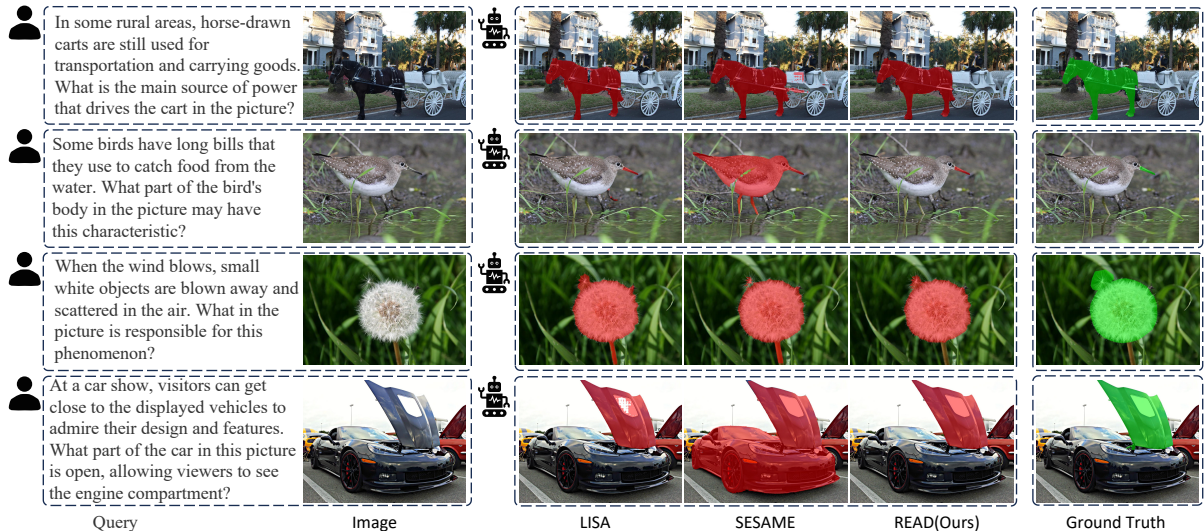 In some rural areas, horse-drawn
carts are still used for
transportation and carrying goods.
What is the main source of power
that drives the cart in the picture?
Some birds have long bills that
they use to catch food from the
water. What part of the bird's
body in the picture may have
this characteristic?
When the wind blows, small
white objects are blown away and
scattered in the air. What in the
picture is responsible for this
phenomenon?
At a car show, visitors can get
close to the displayed vehicles to
admire their design and features.
What part of the car in this picture
is open, allowing viewers to see
the engine compartment?
Query Image LISA SESAME READ(Ours) Ground Truth